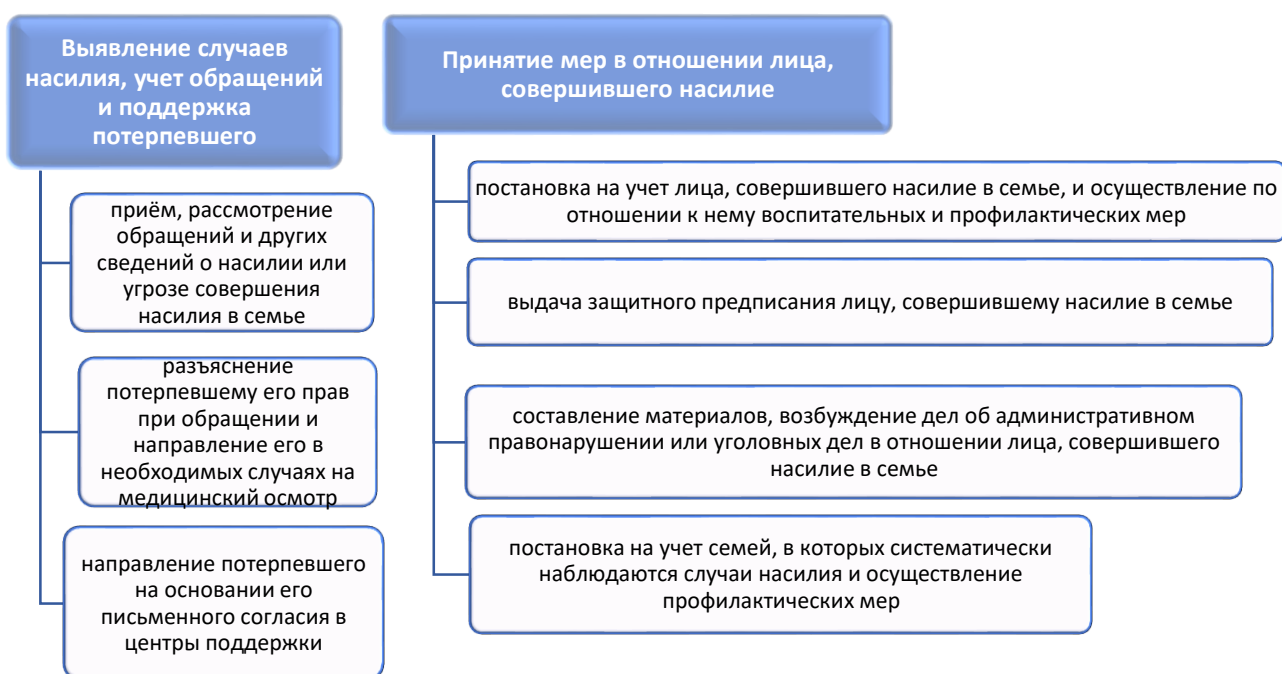 Выявление случаев
насилия, учет обращений
и поддержка
потерпевшего
приём, рассмотрение
обращений и других
сведений о насилии или
угрозе совершения
насилия в семье
разъяснение
потерпевшему его прав
при обращении и
направление его в
необходимых случаях на
медицинский осмотр
направление потерпевшего
на основании его
письменного согласия в
центры поддержки
Принятие мер в отношении лица,
совершившего насилие
постановка на учет лица, совершившего насилие в семье, и осуществление по
отношении к нему воспитательных и профилактических мер
выдача защитного предписания лицу, совершившему насилие в семье
составление материалов, возбуждение дел об административном
правонарушении или уголовных дел в отношении лица, совершившего
насилие в семье
постановка на учет семей, в которых систематически
наблюдаются случаи насилия и осуществление
профилактических мер